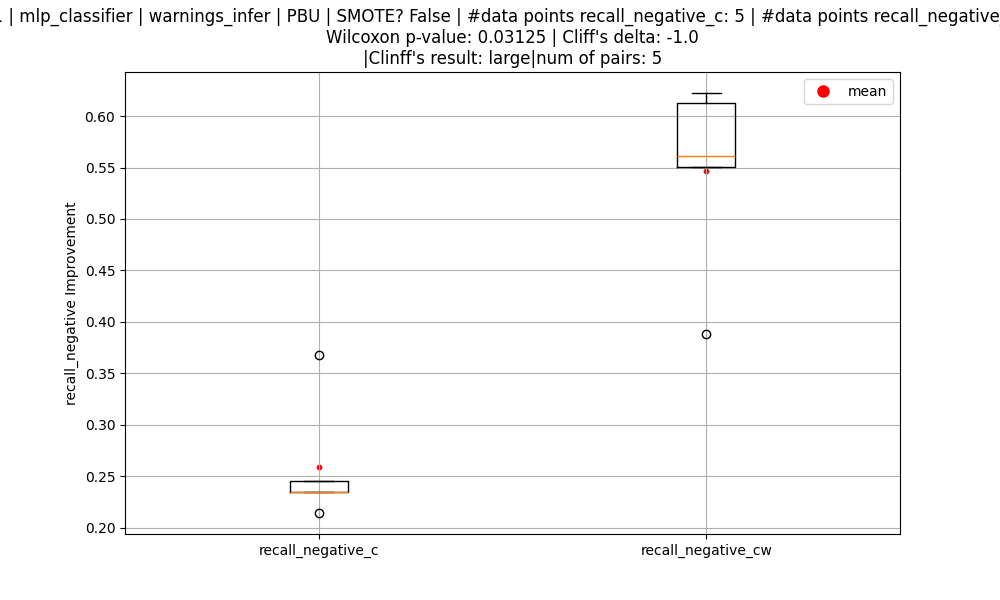 | mlp_classifier | warnings_infer | PBU | SMOTE? False | #data points recall_negative_c: 5 | #data points recall_negative_
Wilcoxon p-value: 0.03125 | Cliff's delta: -1.0
|Clinff's result: large|num of pairs: 5
mean
0.60
0.55
0.50
0.45
0.40
0.35
0.30
0.25
0.20
recall_negative Improvement
recall_negative_c
recall_negative_cw